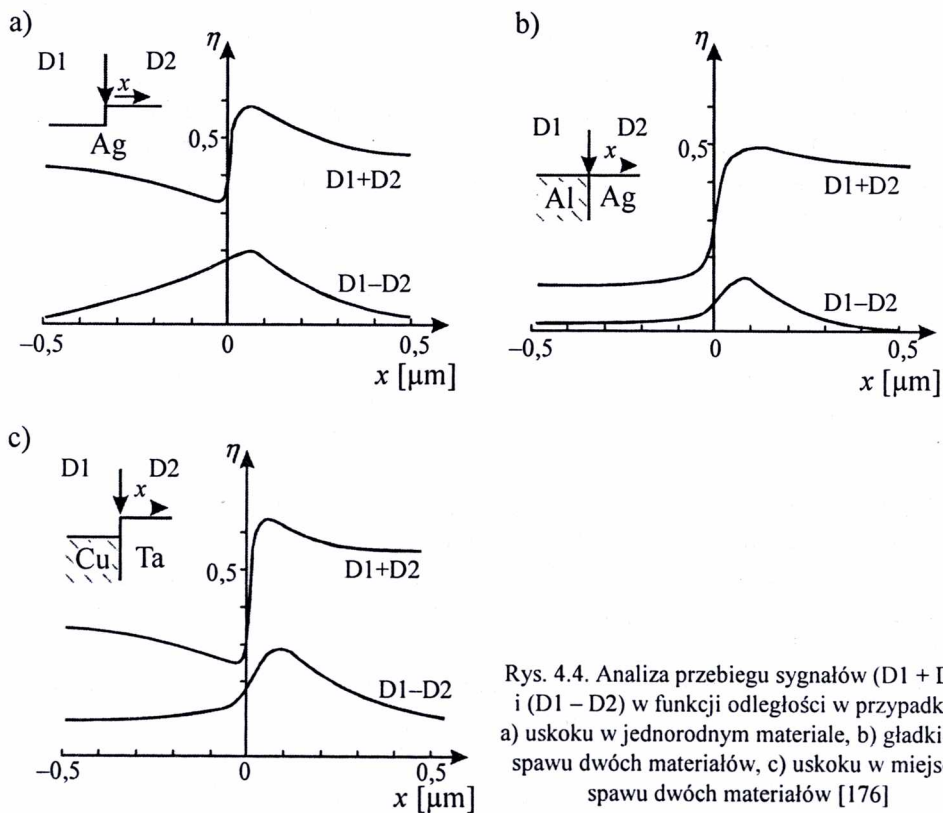 a)
D1
D2
x
Ag
η
0,5
D1+D2
D1–D2
–0,5
0
0,5
x [μm]
b)
D1
D2
x
Al
Ag
η
0,5
D1+D2
D1–D2
–0,5
0
0,5
x [μm]
c)
D1
D2
x
Cu
Ta
η
0,5
D1+D2
D1–D2
–0,5
0
0,5
x [μm]
Rys. 4.4. Analiza przebiegu sygnałów (D1 +
i (D1 – D2) w funkcji odległości w
a) uskoku w jednorodnym materiale, b)
spawu dwóch materiałów, c) uskoku w
spawu dwóch materiałów [176]